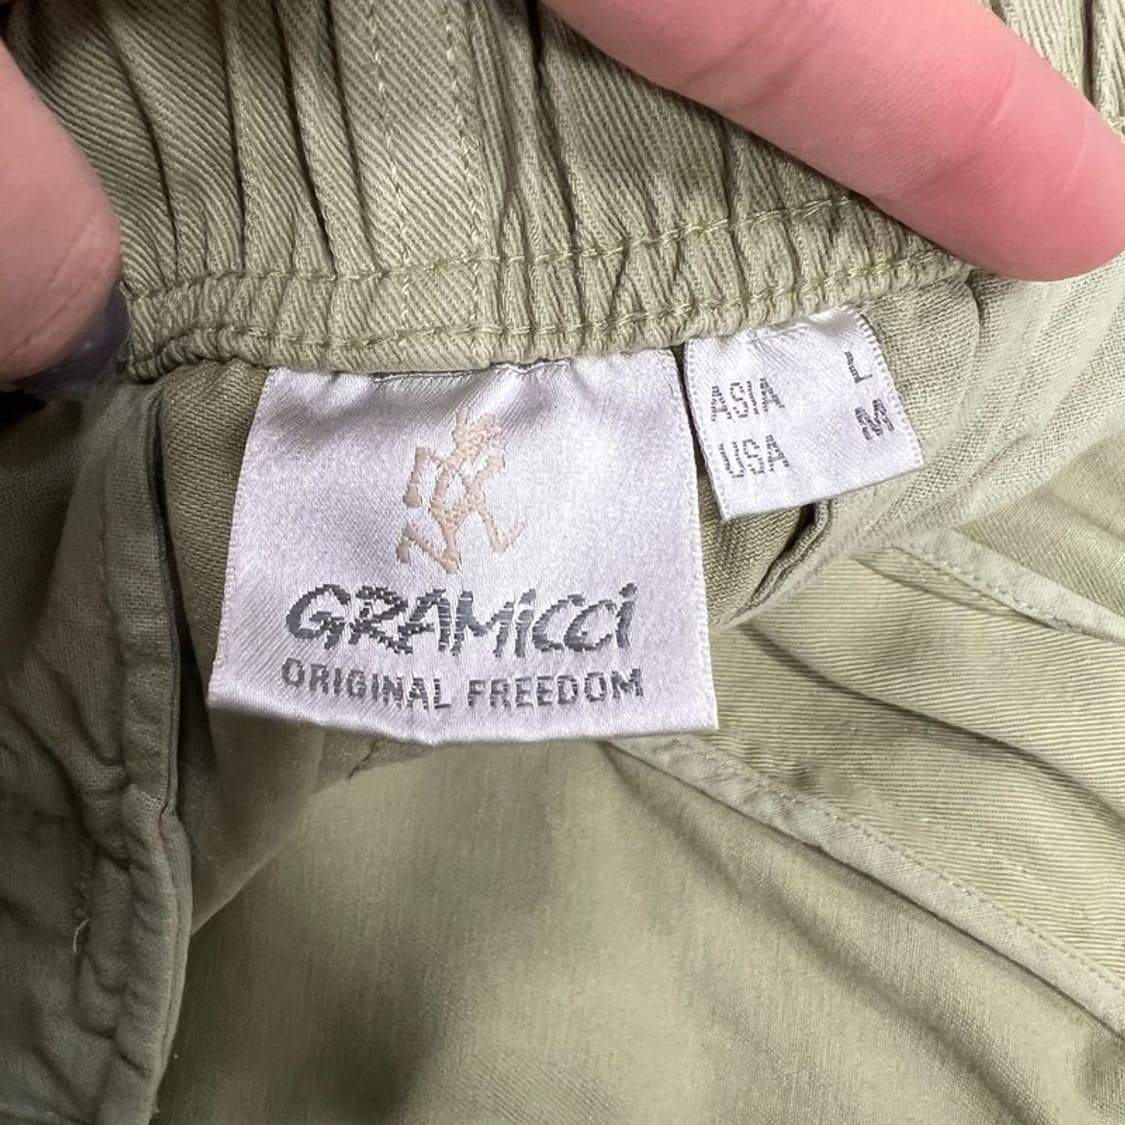 GRAMiCCi
ORIGINAL FREEDOM
ASIA L
USA M